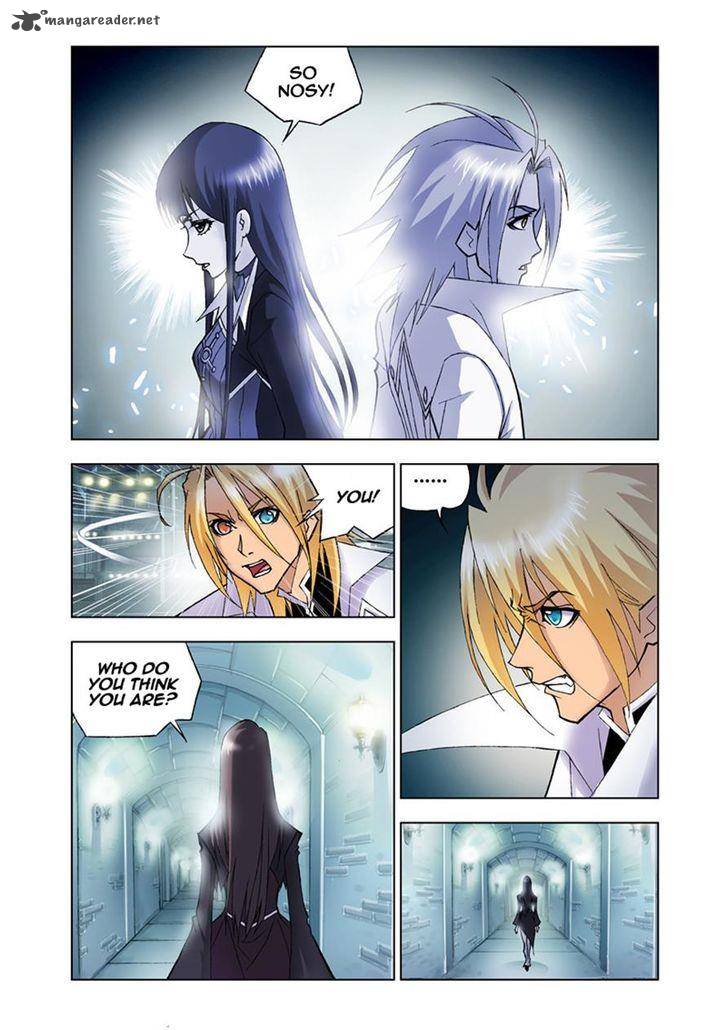 mangareader.net
SO
NOSY!
YOU!
......
WHO DO
YOU THINK
YOU ARE?